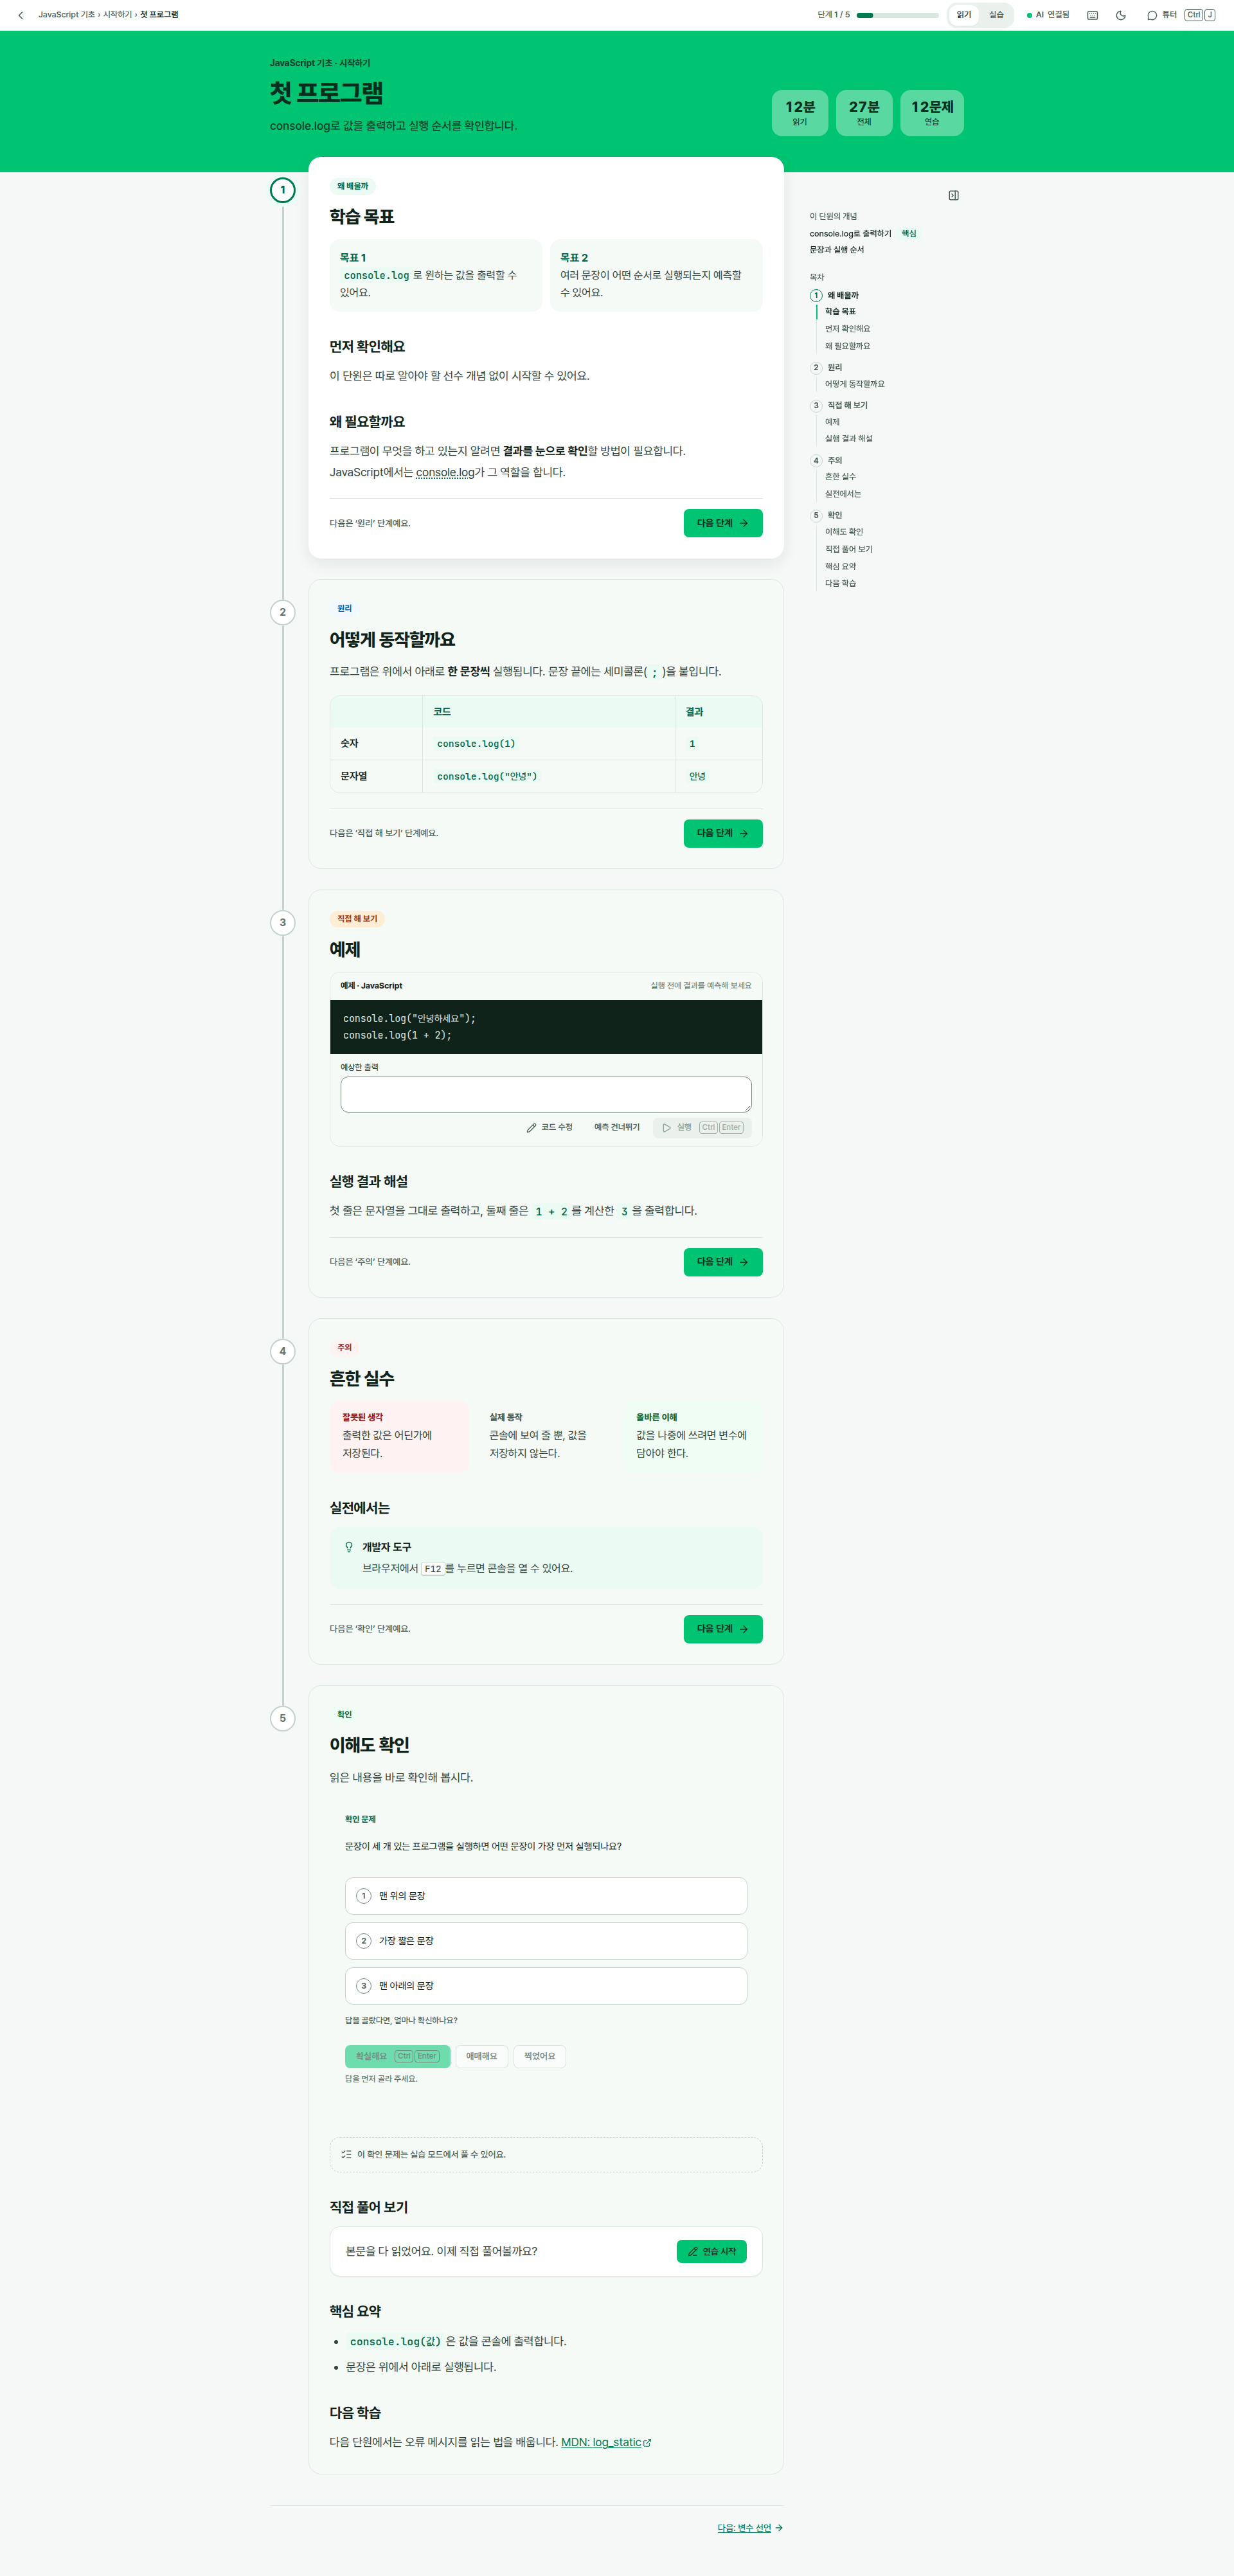 JavaScript 기초 › 시작하기 › 첫 프로그램
단계 1 / 5
읽기
실습
AI 연결됨
튜터 Ctrl J
JavaScript 기초 · 시작하기
첫 프로그램
console.log로 값을 출력하고 실행 순서를 확인합니다.
12분
읽기
27분
전체
12문제
연습
1
왜 배울까
학습 목표
목표 1
console.log 로 원하는 값을 출력할 수
있어요.
목표 2
여러 문장이 어떤 순서로 실행되는지 예측할
수 있어요.
먼저 확인해요
이 단원은 따로 알아야 할 선수 개념 없이 시작할 수 있어요.
왜 필요할까요
프로그램이 무엇을 하고 있는지 알려면 결과를 눈으로 확인할 방법이 필요합니다.
JavaScript에서는 console.log가 그 역할을 합니다.
다음은 ‘원리’ 단계예요.
다음 단계
이 단원의 개념
console.log로 출력하기 핵심
문장과 실행 순서
목차
1 왜 배울까
학습 목표
먼저 확인해요
왜 필요할까요
2 원리
어떻게 동작할까요
3 직접 해 보기
예제
실행 결과 해설
4 주의
흔한 실수
실전에서는
5 확인
이해도 확인
직접 풀어 보기
핵심 요약
다음 학습
2
원리
어떻게 동작할까요
프로그램은 위에서 아래로 한 문장씩 실행됩니다. 문장 끝에는 세미콜론( ; )을 붙입니다.
코드 결과
숫자 console.log(1) 1
문자열 console.log("안녕") 안녕
다음은 ‘직접 해 보기’ 단계예요.
다음 단계
3
직접 해 보기
예제
예제 · JavaScript
실행 전에 결과를 예측해 보세요
console.log("안녕하세요");
console.log(1 + 2);
예상한 출력
코드 수정
예측 건너뛰기
실행 Ctrl Enter
실행 결과 해설
첫 줄은 문자열을 그대로 출력하고, 둘째 줄은 1 + 2 를 계산한 3 을 출력합니다.
다음은 ‘주의’ 단계예요.
다음 단계
4
주의
흔한 실수
잘못된 생각
출력한 값은 어딘가에
저장된다.
실제 동작
콘솔에 보여 줄 뿐, 값을
저장하지 않는다.
올바른 이해
값을 나중에 쓰려면 변수에
담아야 한다.
실전에서는
개발자 도구
브라우저에서 F12 를 누르면 콘솔을 열 수 있어요.
다음은 ‘확인’ 단계예요.
다음 단계
5
확인
이해도 확인
읽은 내용을 바로 확인해 봅시다.
확인 문제
문장이 세 개 있는 프로그램을 실행하면 어떤 문장이 가장 먼저 실행되나요?
1 맨 위의 문장
2 가장 짧은 문장
3 맨 아래의 문장
답을 골랐다면, 얼마나 확신하나요?
확실해요 Ctrl Enter
애매해요
찍었어요
답을 먼저 골라 주세요.
이 확인 문제는 실습 모드에서 풀 수 있어요.
직접 풀어 보기
본문을 다 읽었어요. 이제 직접 풀어볼까요?
연습 시작
핵심 요약
• console.log(값) 은 값을 콘솔에 출력합니다.
• 문장은 위에서 아래로 실행됩니다.
다음 학습
다음 단원에서는 오류 메시지를 읽는 법을 배웁니다. MDN: log_static
다음: 변수 선언